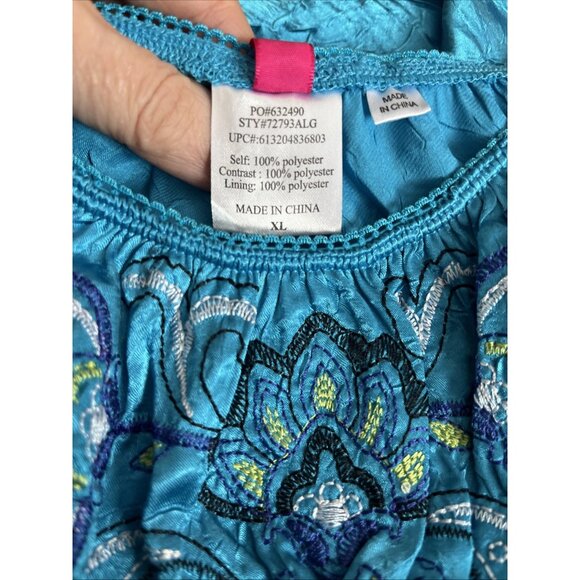 PO#632490
STY#72793ALG
UPC#:613204836803
Self: 100% polyester
Contrast : 100% polyester
Lining: 100% polyester
MADE IN CHINA
XL
MADE
IN CHINA